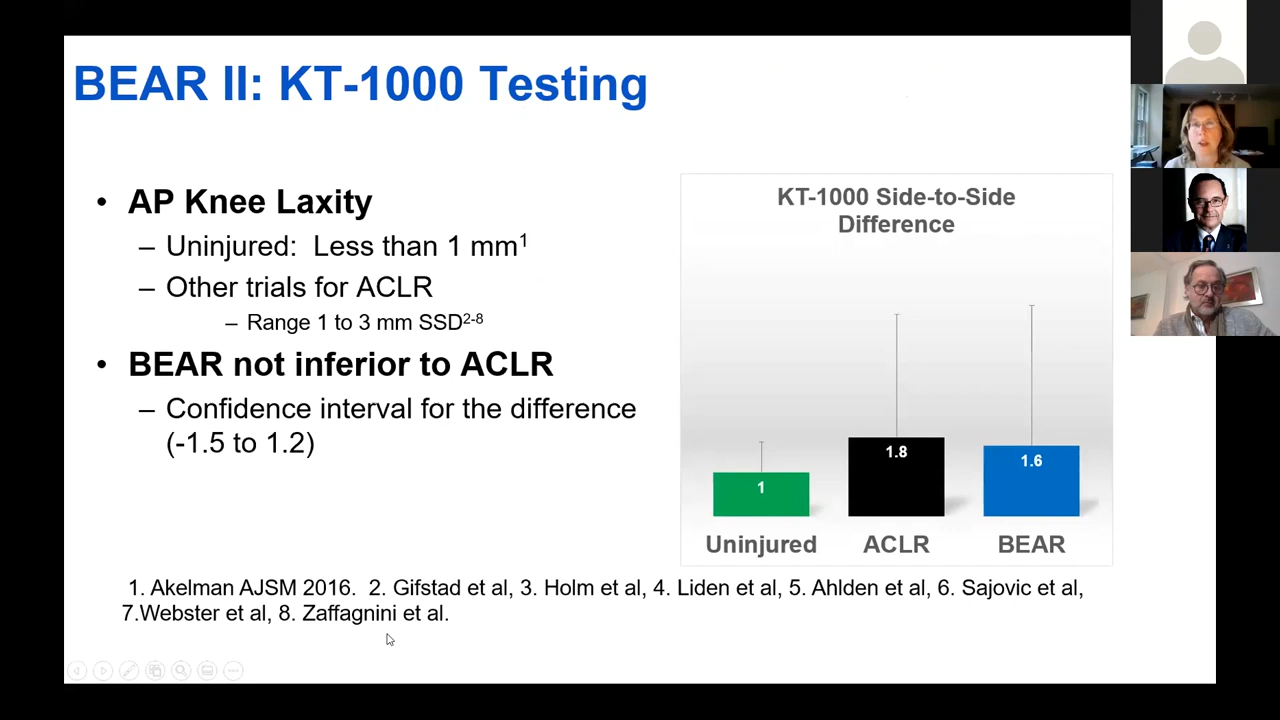 BEAR II: KT-1000 Testing
• AP Knee Laxity
– Uninjured: Less than 1 mm1
– Other trials for ACLR
– Range 1 to 3 mm SSD2-8
• BEAR not inferior to ACLR
– Confidence interval for the difference
(-1.5 to 1.2)
KT-1000 Side-to-Side
Difference
1
1.8
1.6
Uninjured ACLR BEAR
1. Akelman AJSM 2016. 2. Gifstad et al, 3. Holm et al, 4. Liden et al, 5. Ahlden et al, 6. Sajovic et al,
7.Webster et al, 8. Zaffagnini et al.